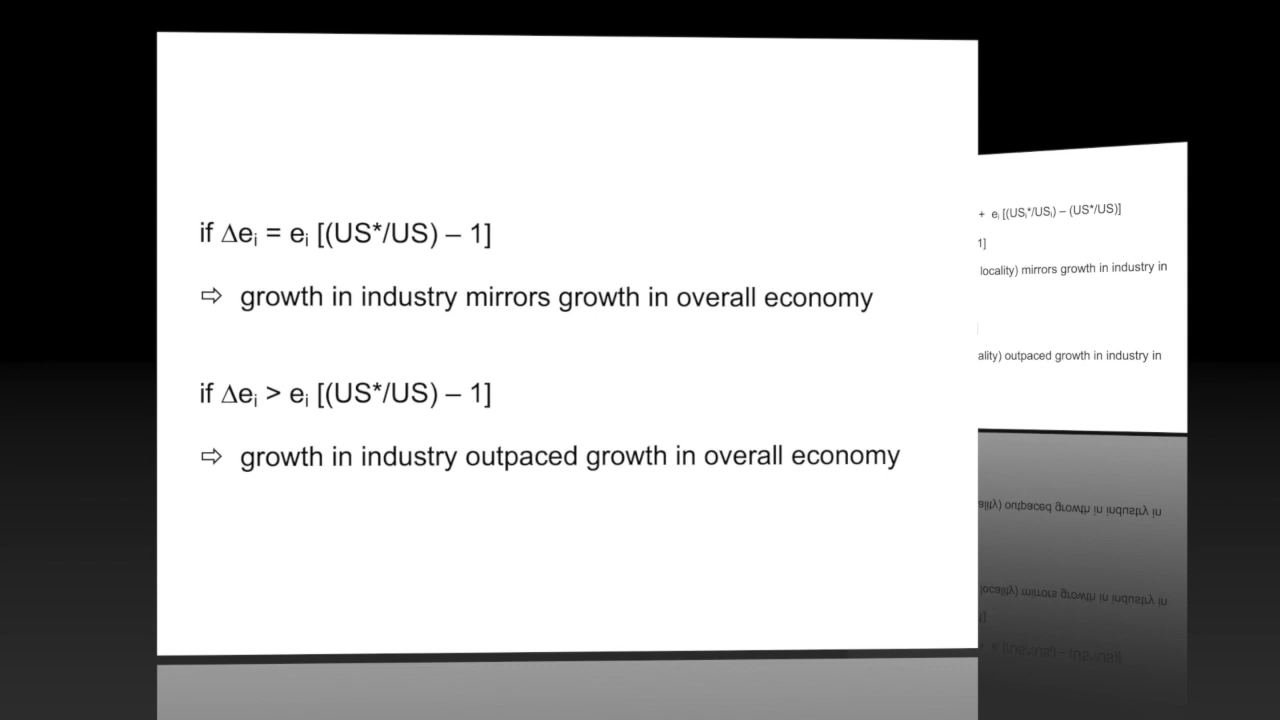 if Δeᵢ = eᵢ [(US*/US) – 1]
⇨ growth in industry mirrors growth in overall economy
if Δeᵢ > eᵢ [(US*/US) – 1]
⇨ growth in industry outpaced growth in overall economy
+ eᵢ [(USᵢ*/USᵢ) – (US*/US)]
1]
locality) mirrors growth in industry in
]
ality) outpaced growth in industry in